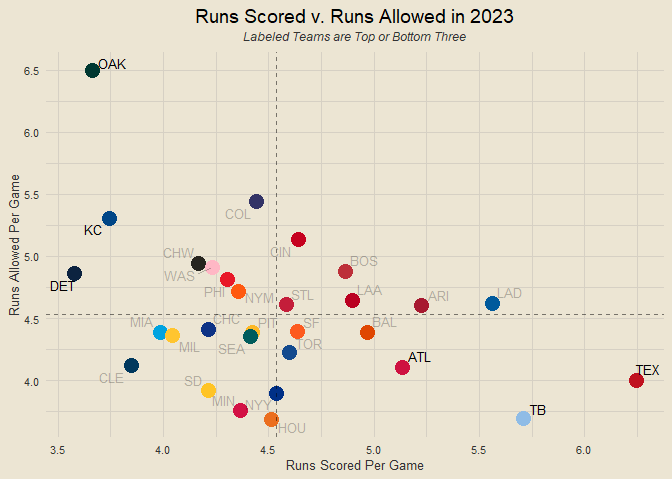 Runs Scored v. Runs Allowed in 2023
Labeled Teams are Top or Bottom Three
6.5
OAK
6.0
5.5
COL
KC
CIN
5.0
CHW
WAS
BOS
DET
PHI
NYM
STL
LAA
ARI
LAD
4.5
MIA
CHC
PIT
SF
BAL
MIL
SEA
TOR
ATL
CLE
SD
4.0
TEX
MIN
NYY
HOU
TB
3.5
4.0
4.5
5.0
5.5
6.0
Runs Scored Per Game
Runs Allowed Per Game